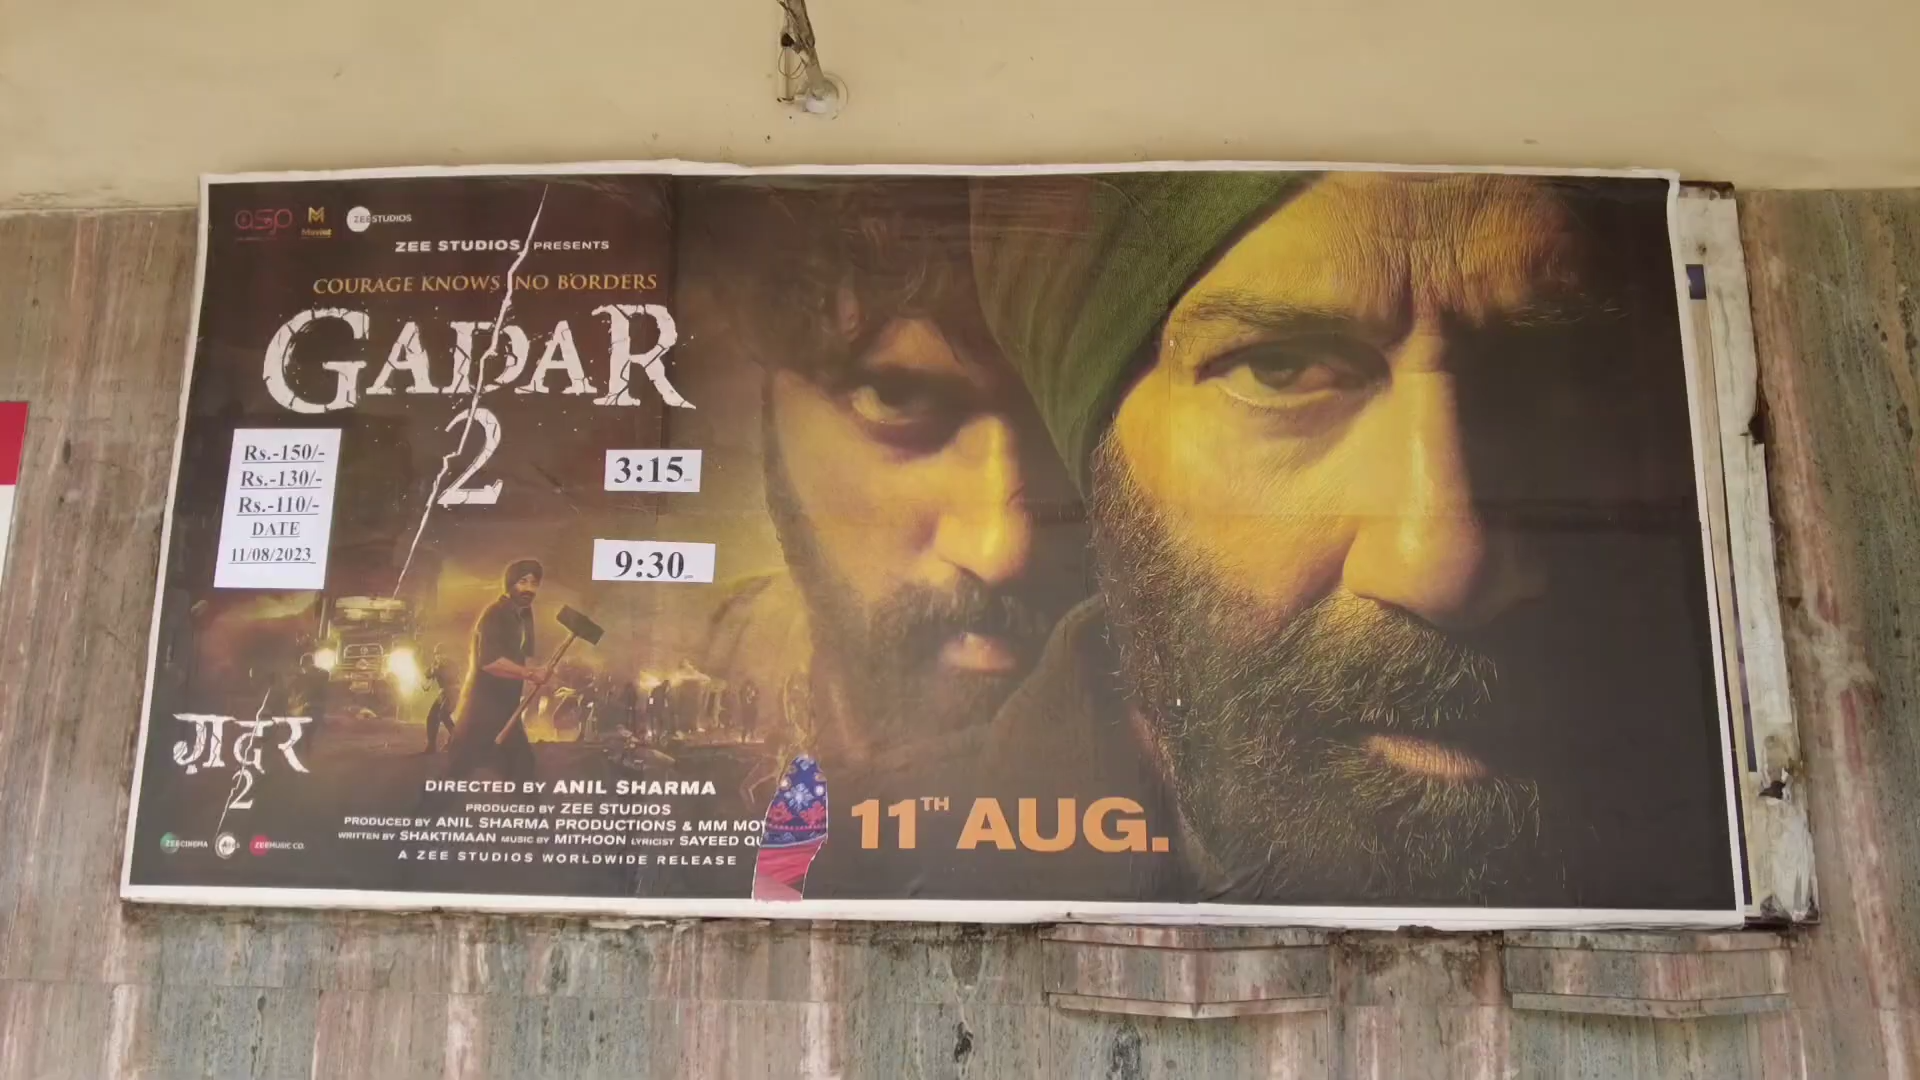 asp
Movies
ZEE STUDIOS
ZEE STUDIOS PRESENTS
COURAGE KNOWS NO BORDERS
GADAR
2
Rs.-150/-
Rs.-130/-
Rs.-110/-
DATE
11/08/2023
3:15
9:30
ग़दर
2
DIRECTED BY ANIL SHARMA
PRODUCED BY ZEE STUDIOS
PRODUCED BY ANIL SHARMA PRODUCTIONS & MM
WRITTEN BY SHAKTIMAAN MUSIC BY MITHOON LYRICIST SAYEED
A ZEE STUDIOS WORLDWIDE RELEASE
ZEE CINEMA
ZEE MUSIC CO.
11TH AUG.